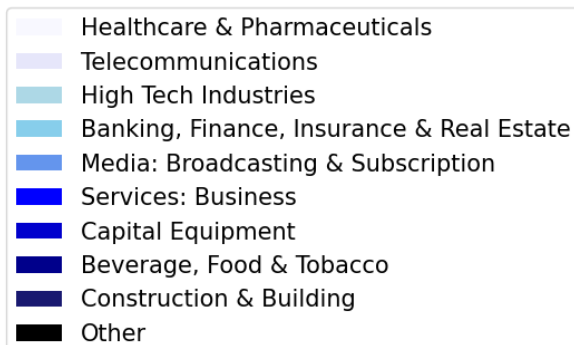 Healthcare & Pharmaceuticals
Telecommunications
High Tech Industries
Banking, Finance, Insurance & Real Estate
Media: Broadcasting & Subscription
Services: Business
Capital Equipment
Beverage, Food & Tobacco
Construction & Building
Other